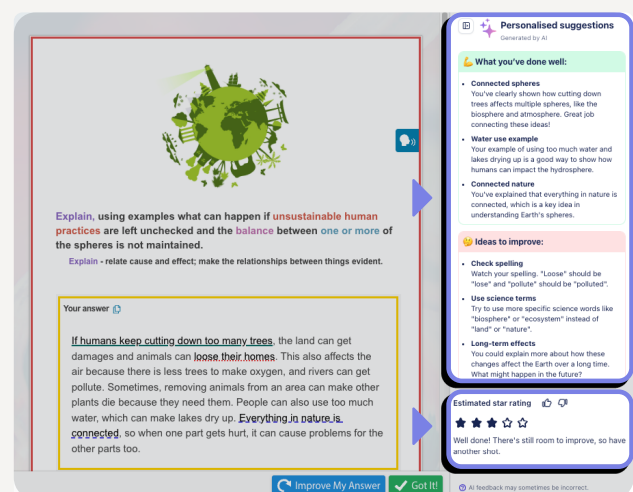 Explain, using examples what can happen if unsustainable human
practices are left unchecked and the balance between one or more of
the spheres is not maintained.
Explain - relate cause and effect; make the relationships between things evident.
Your answer
If humans keep cutting down too many trees, the land can get
damages and animals can loose their homes. This also affects the
air because there is less trees to make oxygen, and rivers can get
pollute. Sometimes, removing animals from an area can make other
plants die because they need them. People can also use too much
water, which can make lakes dry up. Everything in nature is
connected, so when one part gets hurt, it can cause problems for the
other parts too.
Improve My Answer
Got It!
Personalised suggestions
Generated by AI
What you've done well:
Connected spheres
You've clearly shown how cutting down
trees affects multiple spheres, like the
biosphere and atmosphere. Great job
connecting these ideas!
Water use example
Your example of using too much water and
lakes drying up is a good way to show how
humans can impact the hydrosphere.
Connected nature
You've explained that everything in nature is
connected, which is a key idea in
understanding Earth's spheres.
Ideas to improve:
Check spelling
Watch your spelling. "Loose" should be
"lose" and "pollute" should be "polluted".
Use science terms
Try to use more specific science words like
"biosphere" or "ecosystem" instead of
"land" or "nature".
Long-term effects
You could explain more about how these
changes affect the Earth over a long time.
What might happen in the future?
Estimated star rating
Well done! There's still room to improve, so have
another shot.
AI feedback may sometimes be incorrect.